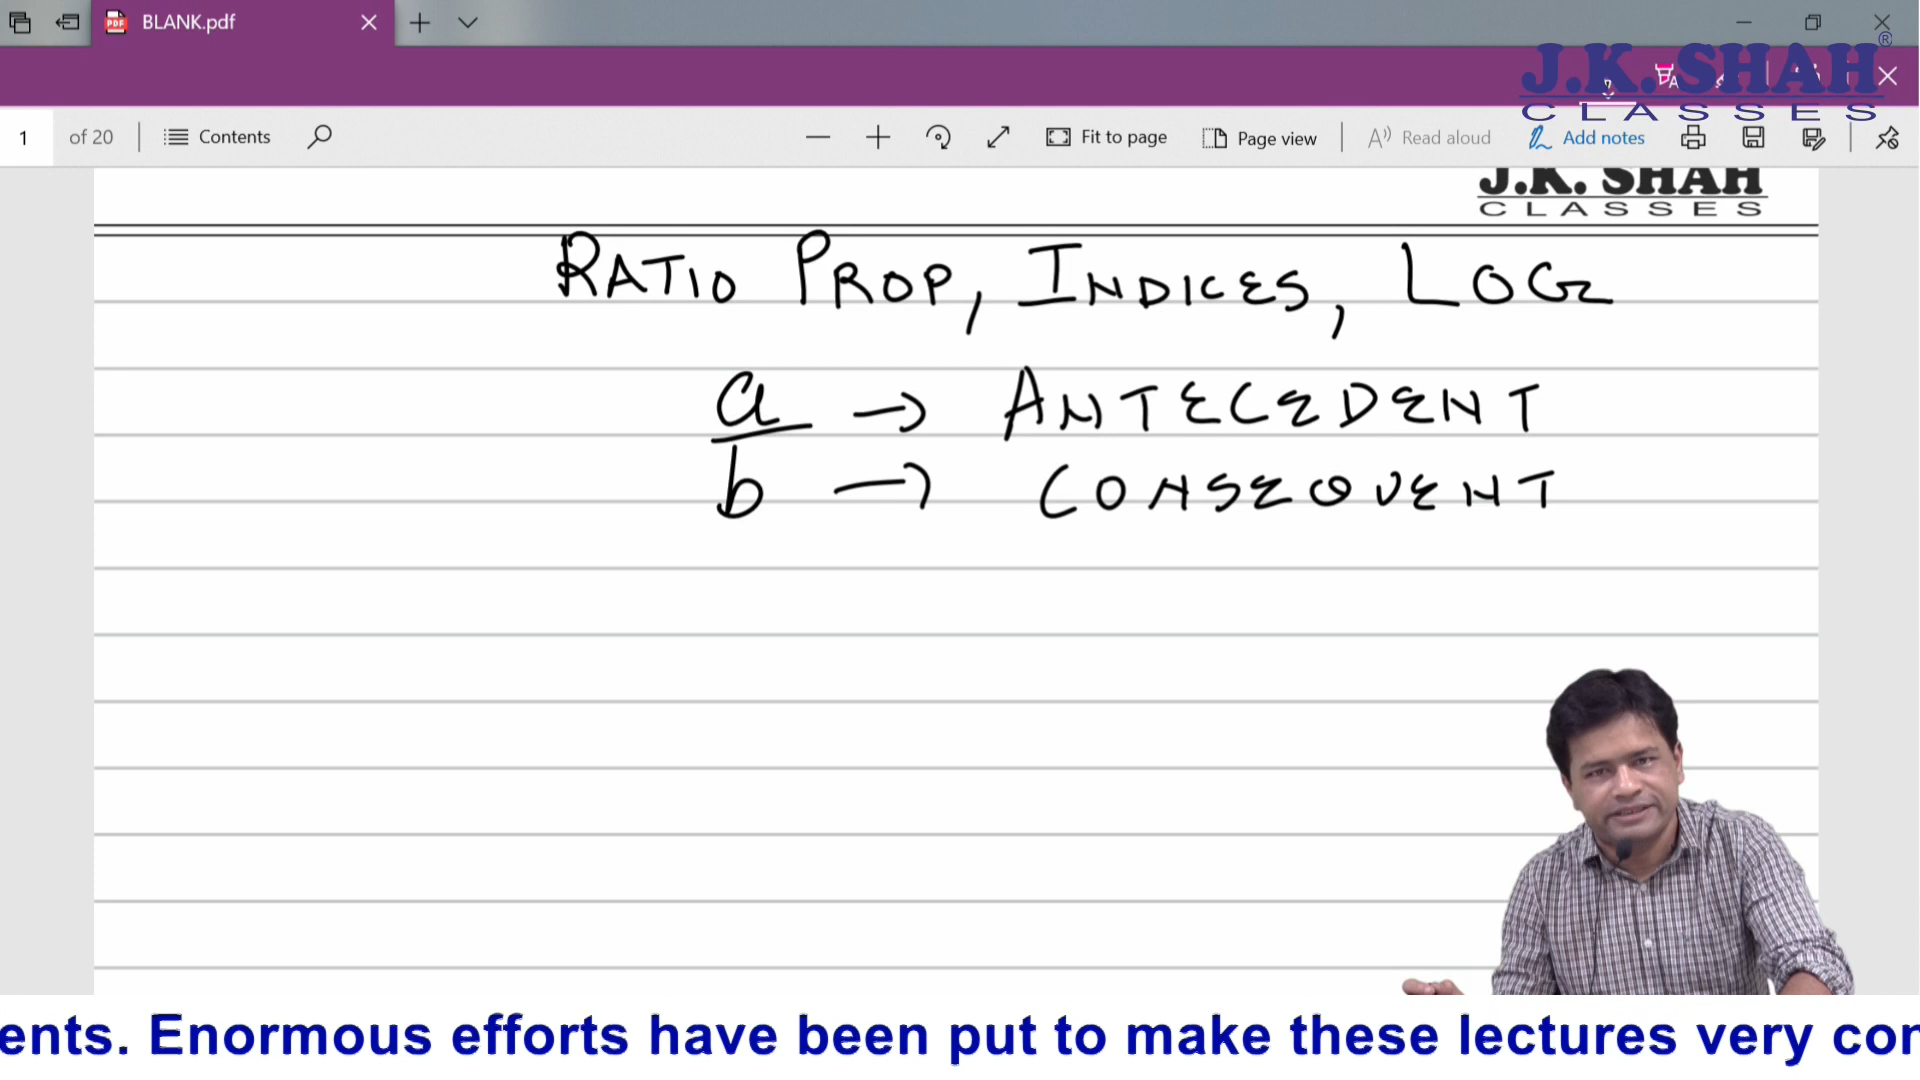 BLANK.pdf
J.K.SHAH®
CLASSES
1 of 20 Contents Fit to page Page view Read aloud Add notes
J.K. SHAH
CLASSES
RATIO PROP, INDICES, LOG
a → ANTECEDENT
b → CONSEQUENT
ents. Enormous efforts have been put to make these lectures very con